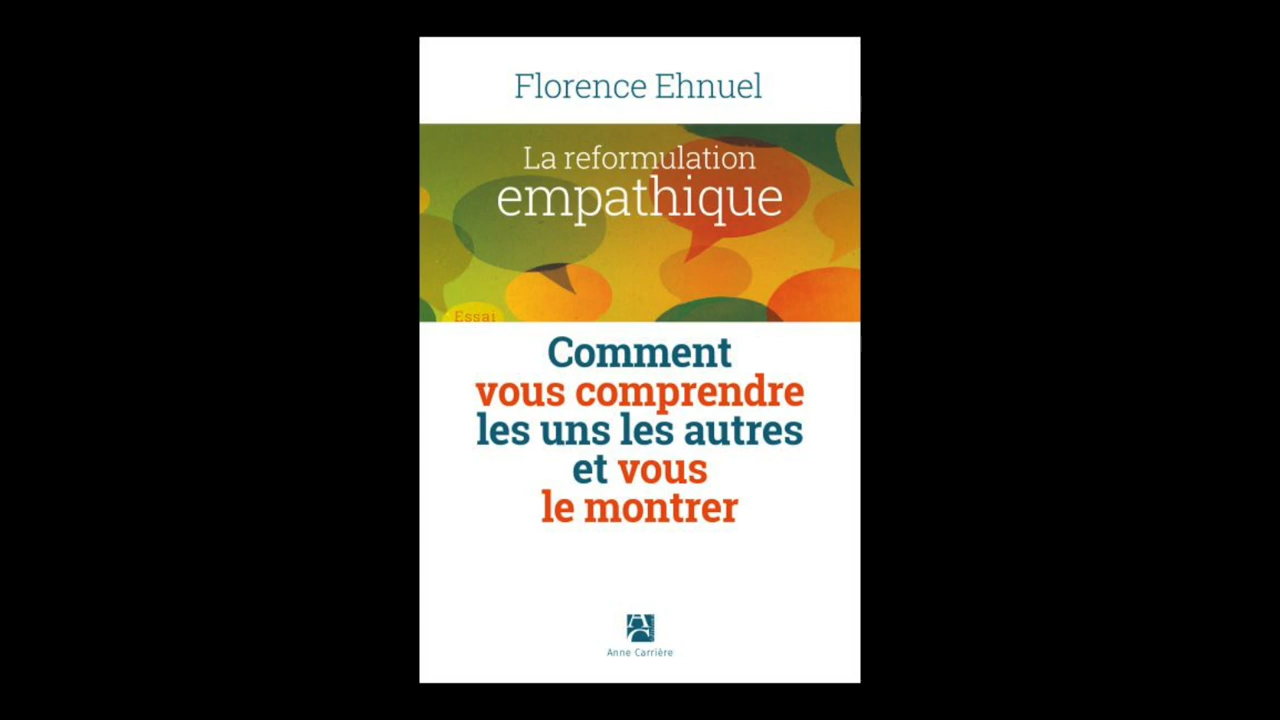 Florence Ehnuel
La reformulation
empathique
Essai
Comment
vous comprendre
les uns les autres
et vous
le montrer
AC
Anne Carrière